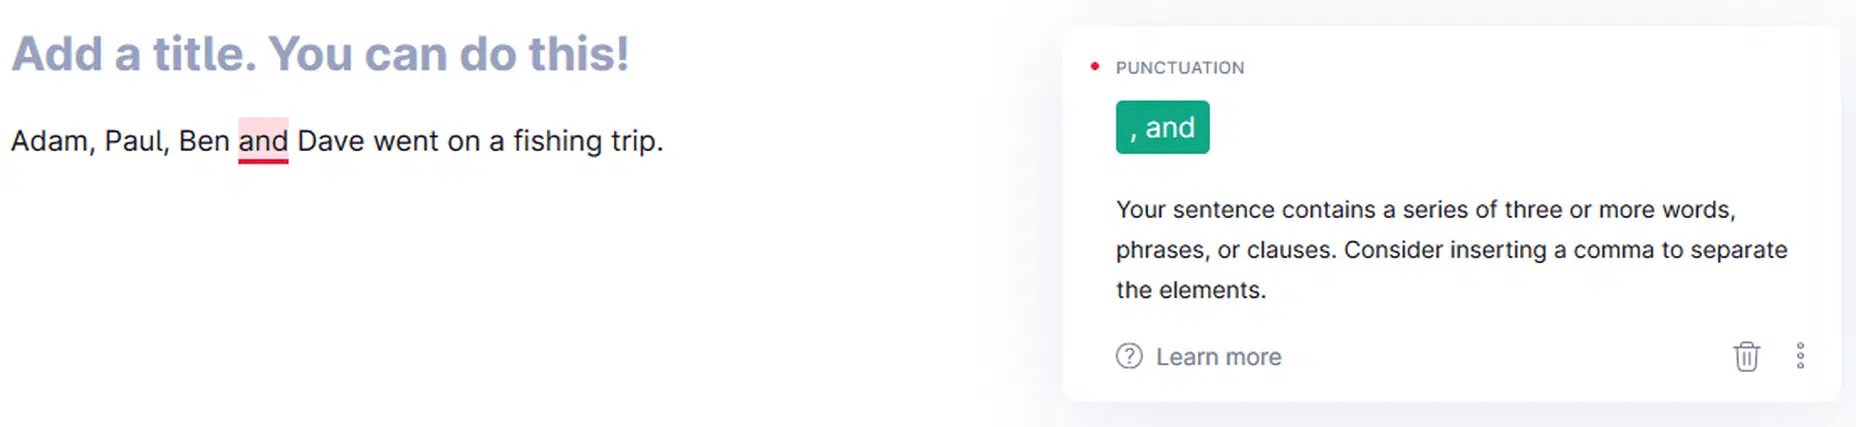 Add a title. You can do this!
Adam, Paul, Ben and Dave went on a fishing trip.
PUNCTUATION
, and
Your sentence contains a series of three or more words,
phrases, or clauses. Consider inserting a comma to separate
the elements.
Learn more